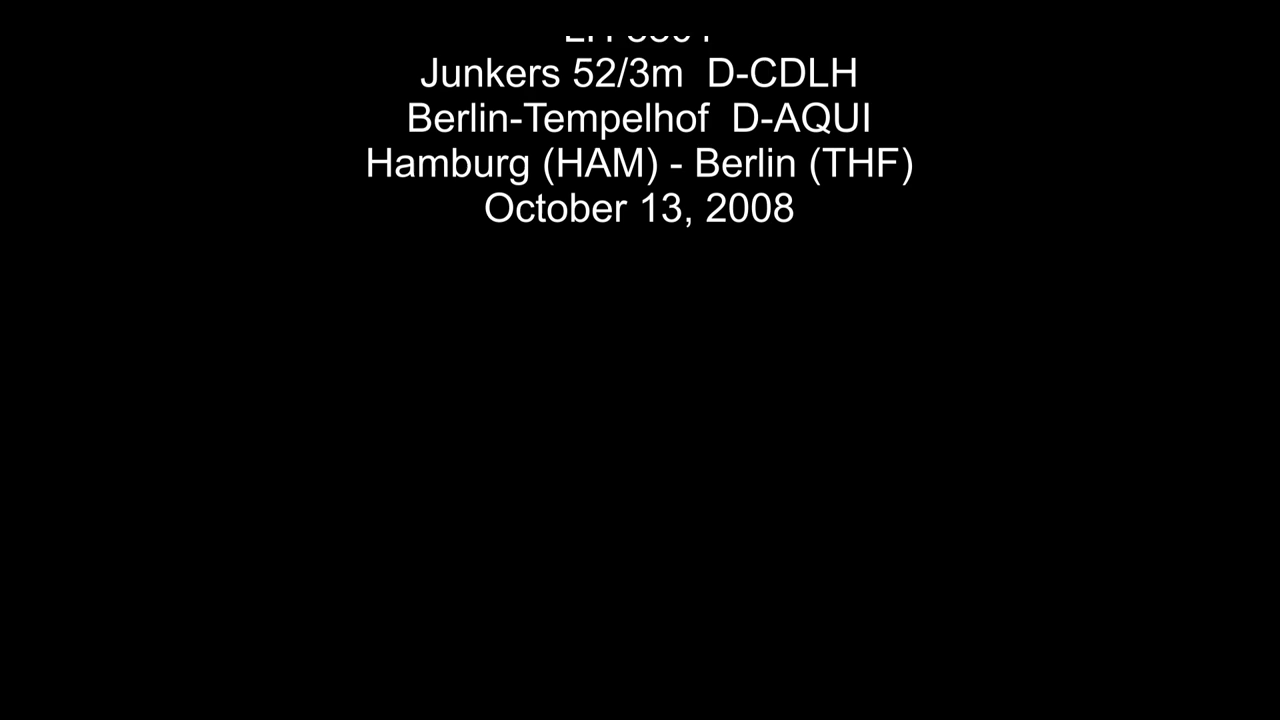 Junkers 52/3m  D-CDLH
Berlin-Tempelhof  D-AQUI
Hamburg (HAM) - Berlin (THF)
October 13, 2008